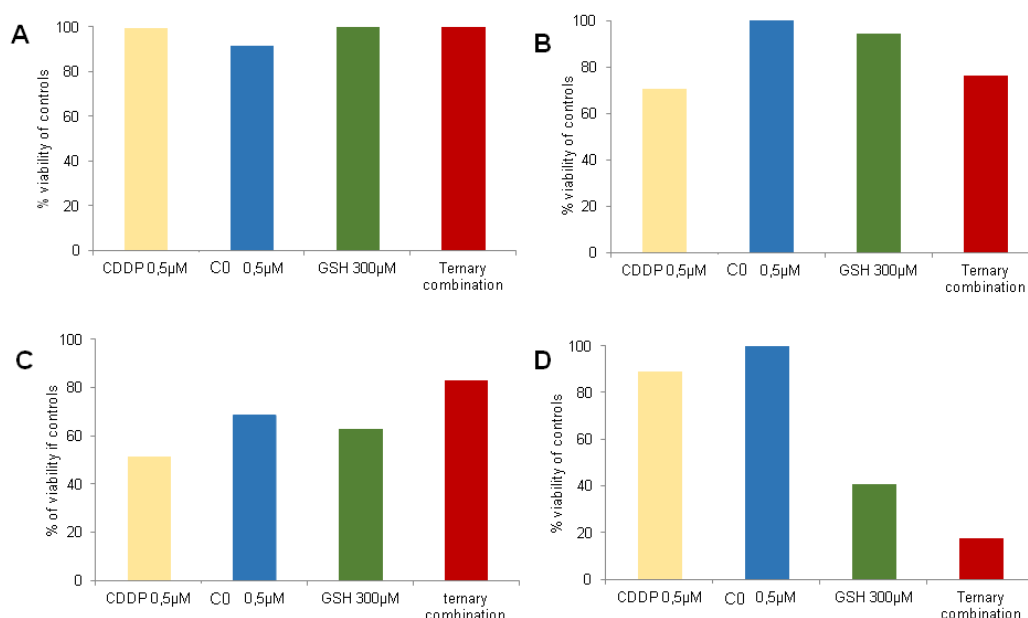 A
% viability of controls
100
80
60
40
20
0
CDDP 0,5µM
C0 0,5µM
GSH 300µM
Ternary
combination
B
% viability of controls
100
80
60
40
20
0
CDDP 0,5µM
C0 0,5µM
GSH 300µM
Ternary
combination
C
% of viability if controls
100
80
60
40
20
0
CDDP 0,5µM
C0 0,5µM
GSH 300µM
ternary
combination
D
% viability of controls
100
80
60
40
20
0
CDDP 0,5µM
C0 0,5µM
GSH 300µM
Ternary
combination